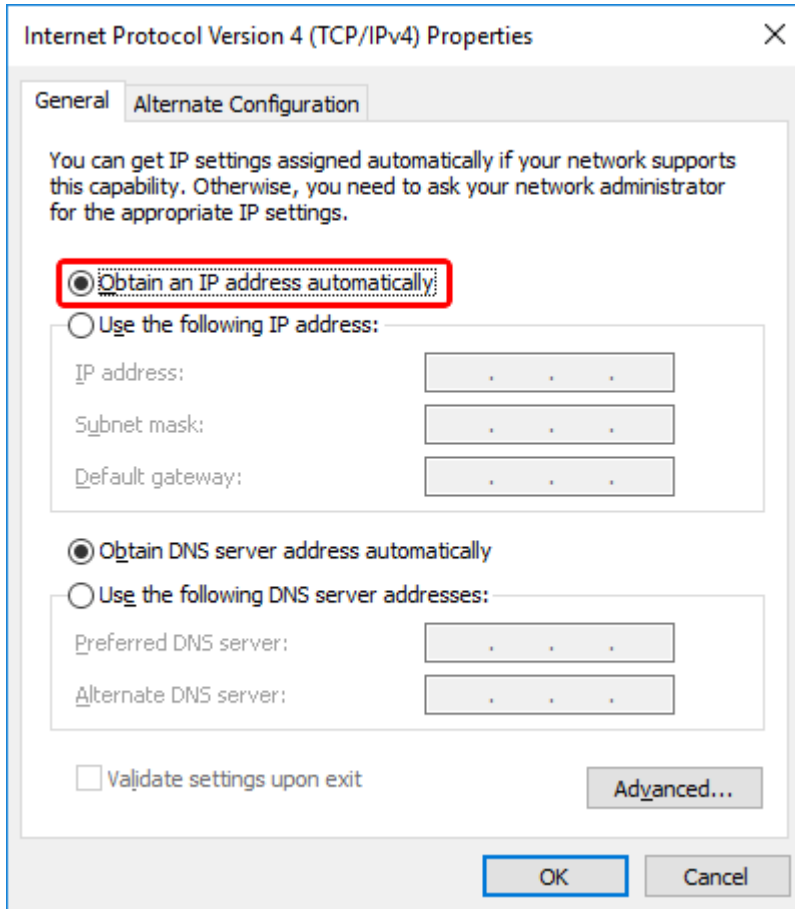 Internet Protocol Version 4 (TCP/IPv4) Properties
General
Alternate Configuration
You can get IP settings assigned automatically if your network supports
this capability. Otherwise, you need to ask your network administrator
for the appropriate IP settings.
Obtain an IP address automatically
Use the following IP address:
IP address:
. . .
Subnet mask:
. . .
Default gateway:
. . .
Obtain DNS server address automatically
Use the following DNS server addresses:
Preferred DNS server:
. . .
Alternate DNS server:
. . .
Validate settings upon exit
Advanced...
OK
Cancel